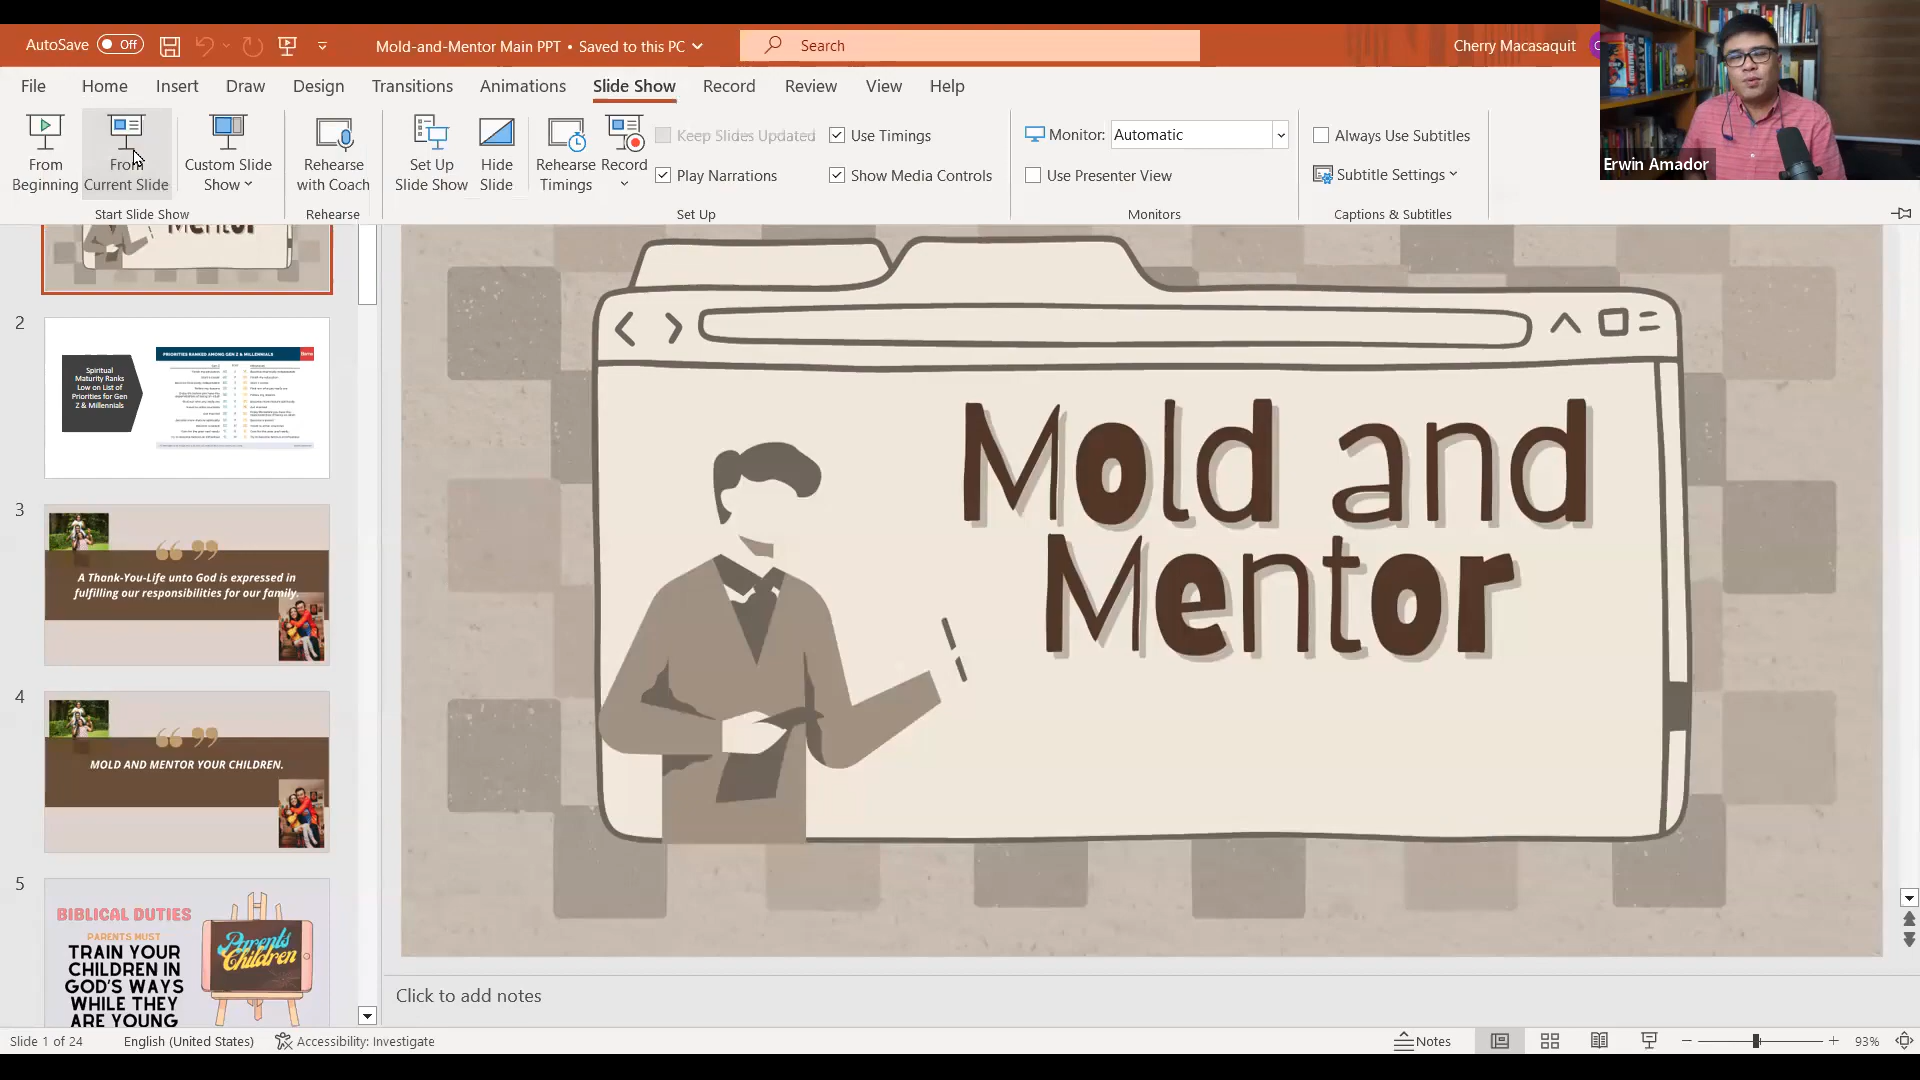 AutoSave Off
Mold-and-Mentor Main PPT • Saved to this PC
Search
Cherry Macasaquit
File Home Insert Draw Design Transitions Animations Slide Show Record Review View Help
From Beginning
From Current Slide
Custom Slide Show
Start Slide Show
Rehearse with Coach
Rehearse
Set Up Slide Show
Hide Slide
Rehearse Timings
Record
Keep Slides Updated
Use Timings
Play Narrations
Show Media Controls
Set Up
Monitor: Automatic
Use Presenter View
Monitors
Always Use Subtitles
Subtitle Settings
Captions & Subtitles
Erwin Amador
Mentor
2
Spiritual
Maturity Ranks
Low on List of
Priorities for Gen
Z & Millennials
PRIORITIES RANKED AMONG GEN Z & MILLENNIALS
3
A Thank-You-Life unto God is expressed in
fulfilling our responsibilities for our family.
4
MOLD AND MENTOR YOUR CHILDREN.
5
BIBLICAL DUTIES
PARENTS MUST
TRAIN YOUR
CHILDREN IN
GOD'S WAYS
WHILE THEY
ARE YOUNG
Parents
Children
Mold and
Mentor
Click to add notes
Slide 1 of 24
English (United States)
Accessibility: Investigate
Notes
93%